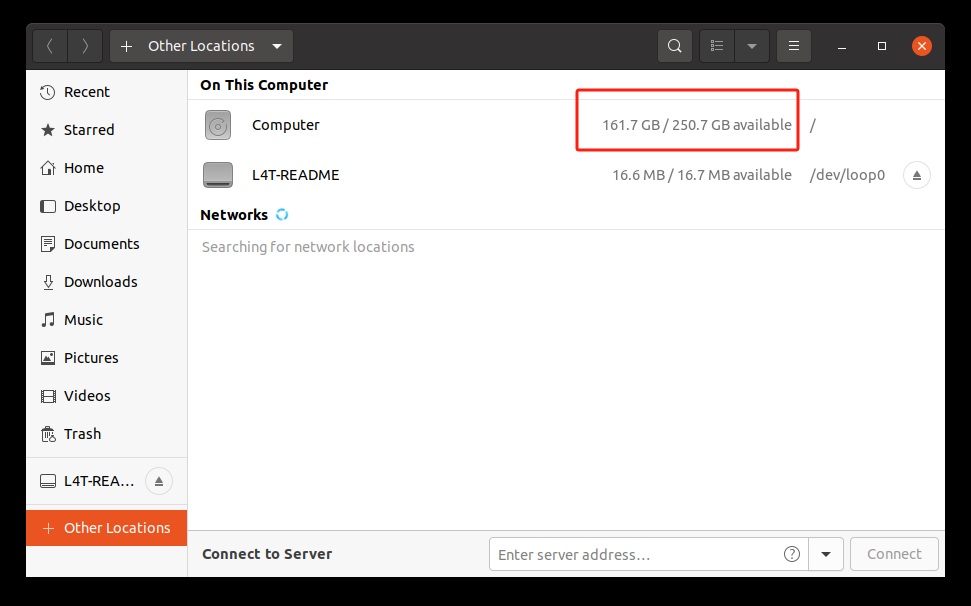 Other Locations
Recent
Starred
Home
Desktop
Documents
Downloads
Music
Pictures
Videos
Trash
L4T-REA...
Other Locations
On This Computer
Computer 161.7 GB / 250.7 GB available /
L4T-README 16.6 MB / 16.7 MB available /dev/loop0
Networks
Searching for network locations
Connect to Server Enter server address… ? Connect